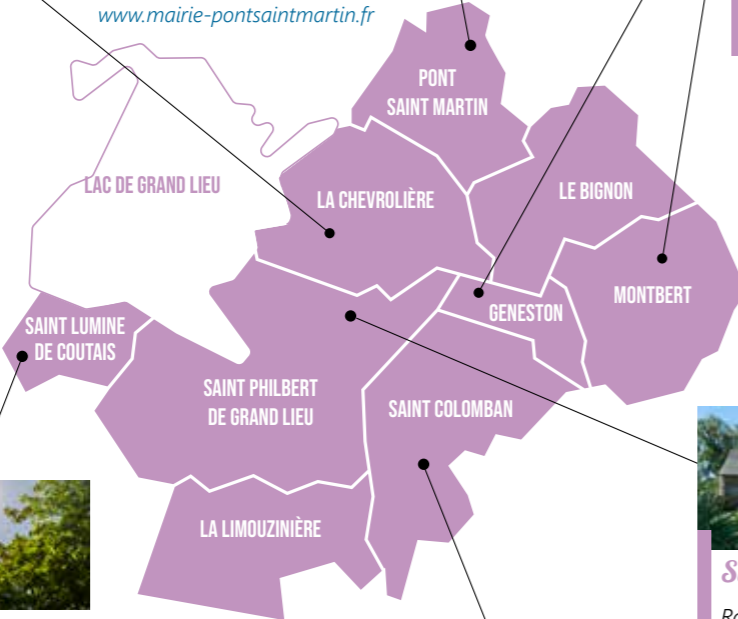 www.mairie-pontsaintmartin.fr
PONT
SAINT MARTIN
LAC DE GRAND LIEU
LA CHEVROLIÈRE
LE BIGNON
MONTBERT
GENESTON
SAINT LUMINE
DE COUTAIS
SAINT PHILBERT
DE GRAND LIEU
SAINT COLOMBAN
LA LIMOUZINIÈRE